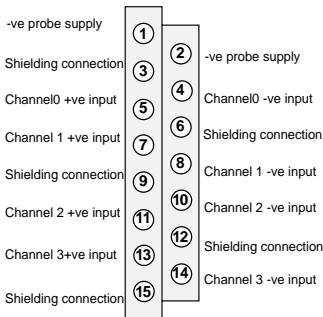 -ve probe supply
1
2
-ve probe supply
Shielding connection
3
4
Channel0 -ve input
Channel0 +ve input
5
6
Shielding connection
Channel 1 +ve input
7
8
Channel 1 -ve input
Shielding connection
9
10
Channel 2 -ve input
Channel 2 +ve input
11
12
Shielding connection
Channel 3+ve input
13
14
Channel 3 -ve input
Shielding connection
15